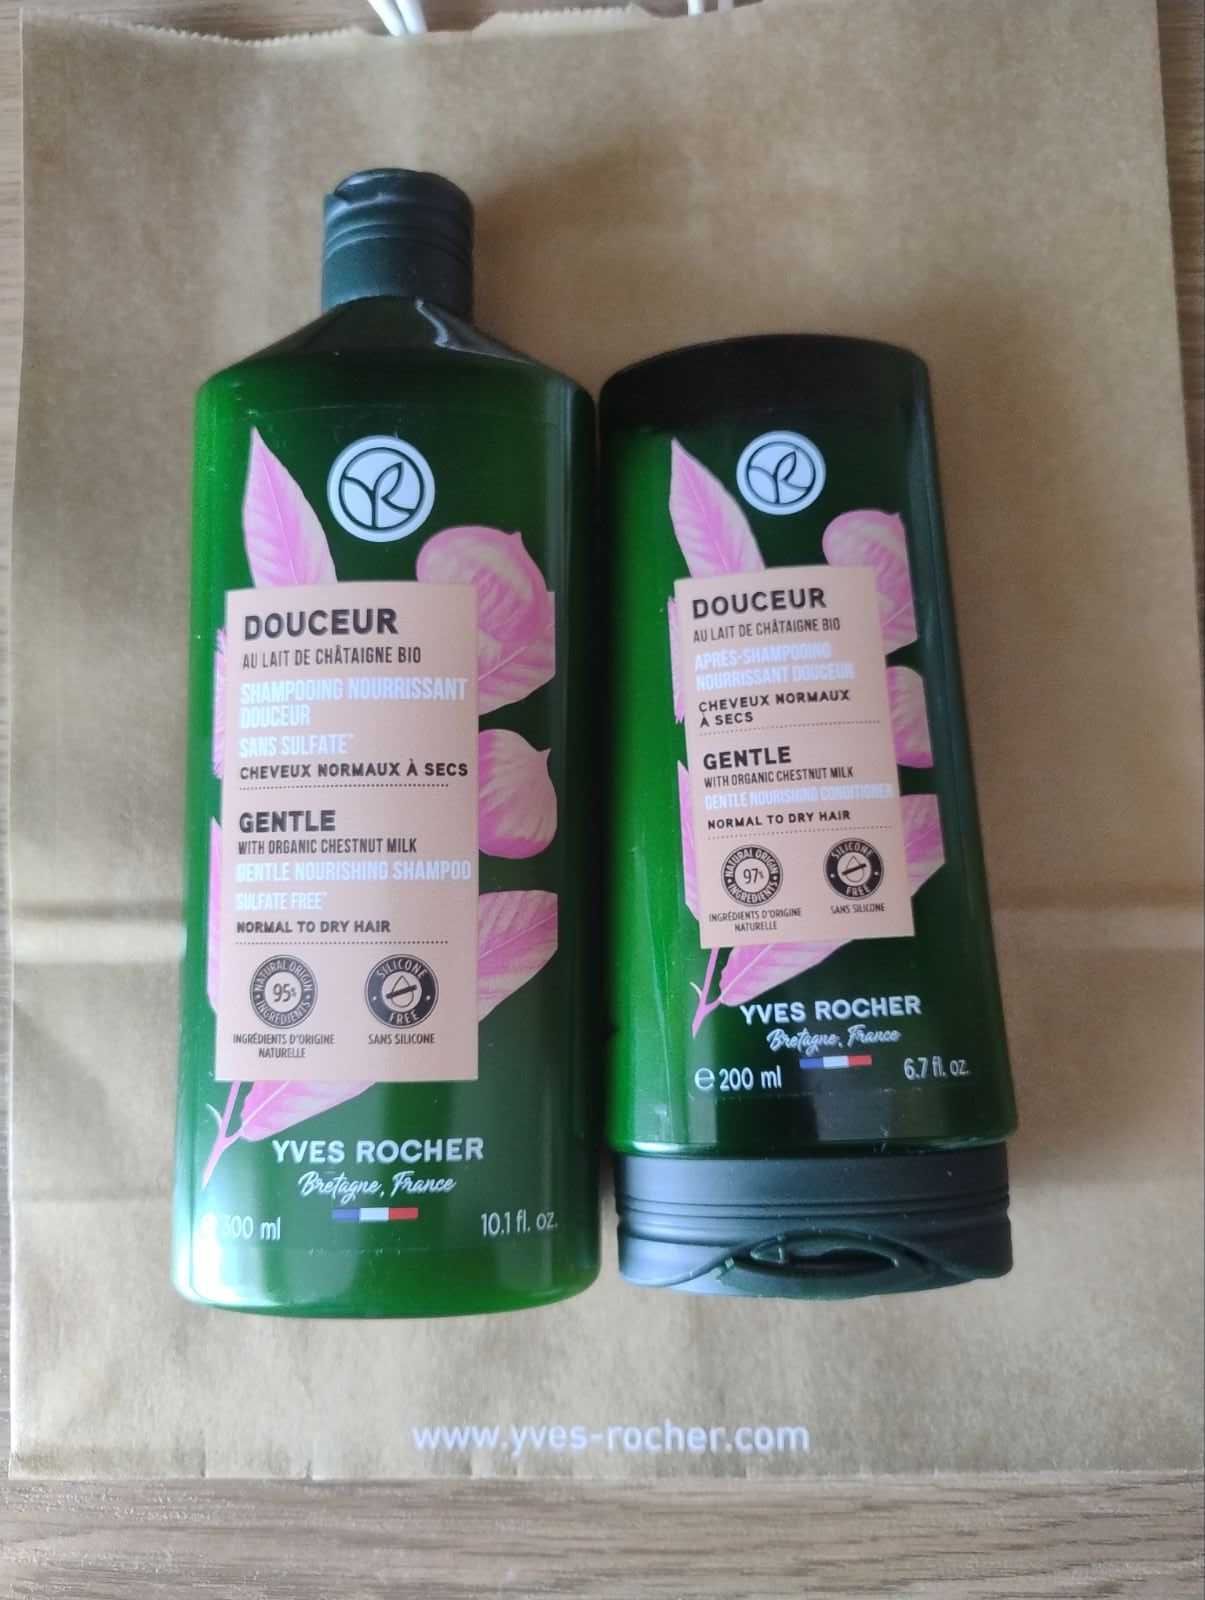 DOUCEUR
AU LAIT DE CHÂTAIGNE BIO
SHAMPOOING NOURRISSANT
DOUCEUR
SANS SULFATE*
CHEVEUX NORMAUX À SECS
GENTLE
WITH ORGANIC CHESTNUT MILK
GENTLE NOURISHING SHAMPOO
SULFATE FREE*
NORMAL TO DRY HAIR
NATURAL ORIGIN
95%
INGREDIENTS
INGRÉDIENTS D'ORIGINE
NATURELLE
SILICONE
FREE
SANS SILICONE
YVES ROCHER
Bretagne, France
300 ml 10.1 fl. oz.
DOUCEUR
AU LAIT DE CHÂTAIGNE BIO
APRÈS-SHAMPOOING
NOURRISSANT DOUCEUR
CHEVEUX NORMAUX
À SECS
GENTLE
WITH ORGANIC CHESTNUT MILK
GENTLE NOURISHING CONDITIONER
NORMAL TO DRY HAIR
NATURAL ORIGIN
97%
INGREDIENTS
INGRÉDIENTS D'ORIGINE
NATURELLE
SILICONE
FREE
SANS SILICONE
YVES ROCHER
Bretagne, France
℮ 200 ml 6.7 fl. oz.
www.yves-rocher.com